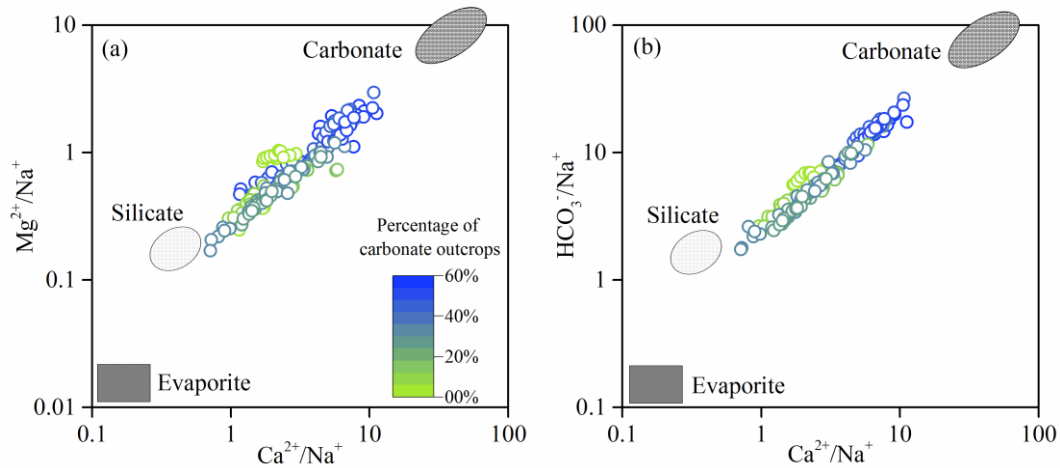 (a)
Carbonate
Silicate
Evaporite
Percentage of
carbonate outcrops
60%
40%
20%
00%
10
1
0.1
0.01
Mg²⁺/Na⁺
0.1
1
10
100
Ca²⁺/Na⁺
(b)
Carbonate
Silicate
Evaporite
100
10
1
0.1
HCO₃⁻/Na⁺
0.1
1
10
100
Ca²⁺/Na⁺